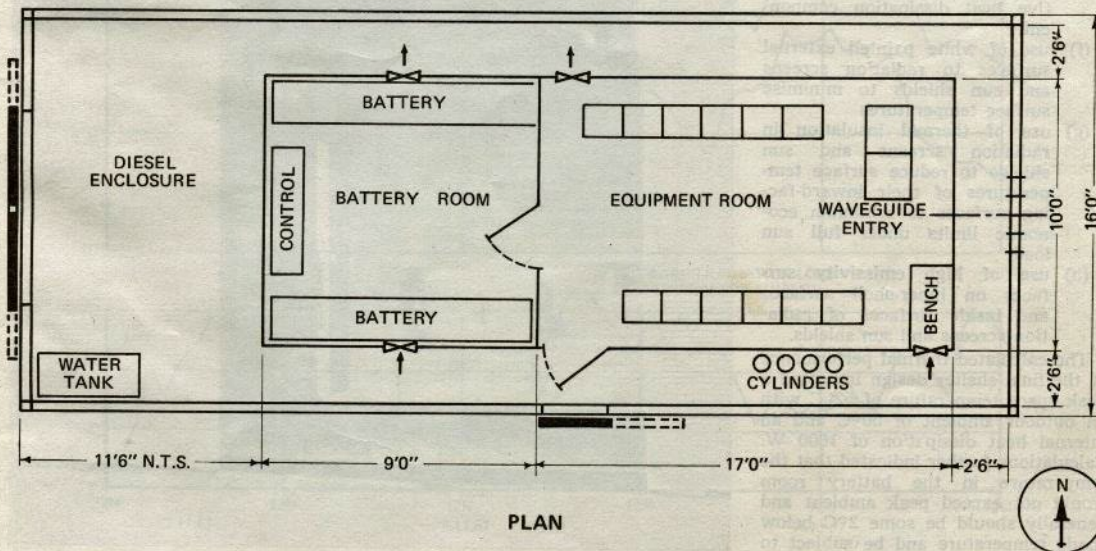 BATTERY
DIESEL
ENCLOSURE
CONTROL
BATTERY ROOM
EQUIPMENT ROOM
WAVEGUIDE
ENTRY
BATTERY
BENCH
WATER
TANK
CYLINDERS
2'6"
10'0"
16'0"
2'6"
11'6" N.T.S.
9'0"
17'0"
2'6"
PLAN
N